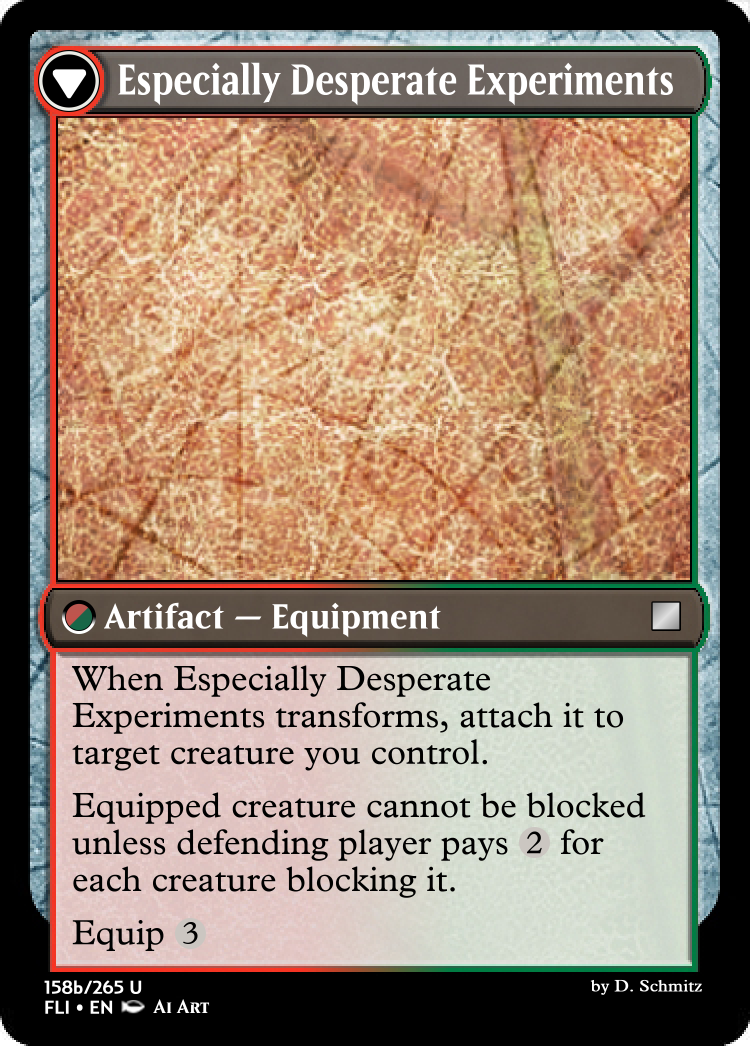 Especially Desperate Experiments
Artifact — Equipment
When Especially Desperate
Experiments transforms, attach it to
target creature you control.
Equipped creature cannot be blocked
unless defending player pays 2 for
each creature blocking it.
Equip 3
158b/265 U
by D. Schmitz
FLI • EN AI ART